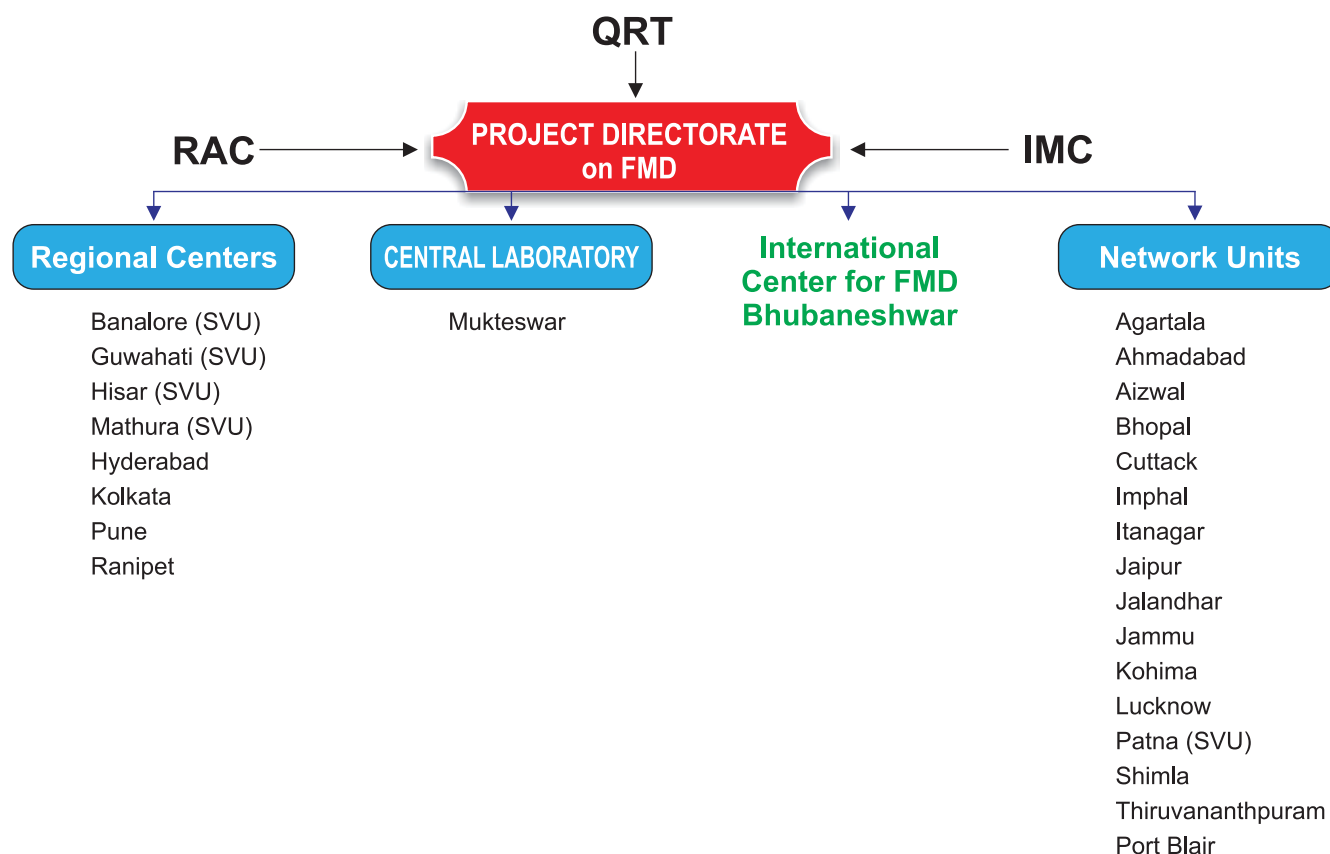 QRT
RAC
PROJECT DIRECTORATE
on FMD
IMC
Regional Centers
Banalore (SVU)
Guwahati (SVU)
Hisar (SVU)
Mathura (SVU)
Hyderabad
Kolkata
Pune
Ranipet
CENTRAL LABORATORY
Mukteswar
International
Center for FMD
Bhubaneshwar
Network Units
Agartala
Ahmadabad
Aizwal
Bhopal
Cuttack
Imphal
Itanagar
Jaipur
Jalandhar
Jammu
Kohima
Lucknow
Patna (SVU)
Shimla
Thiruvananthpuram
Port Blair